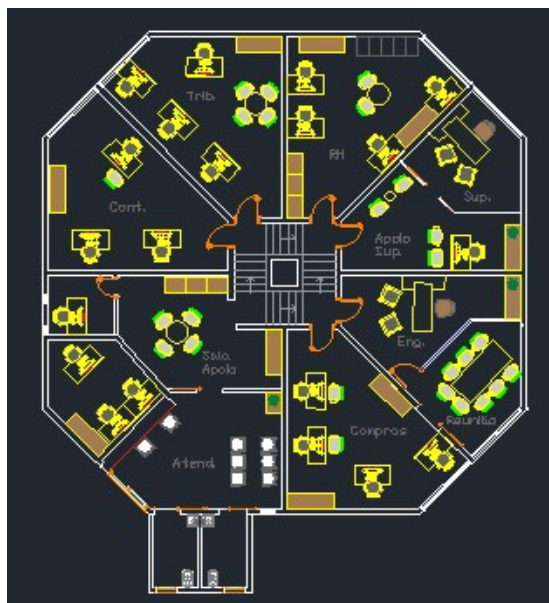 Trib.
RH
Cont.
Sup.
Apoio
Sup.
Eng.
Sala
Apoio
Compras
Reunião
Atend.